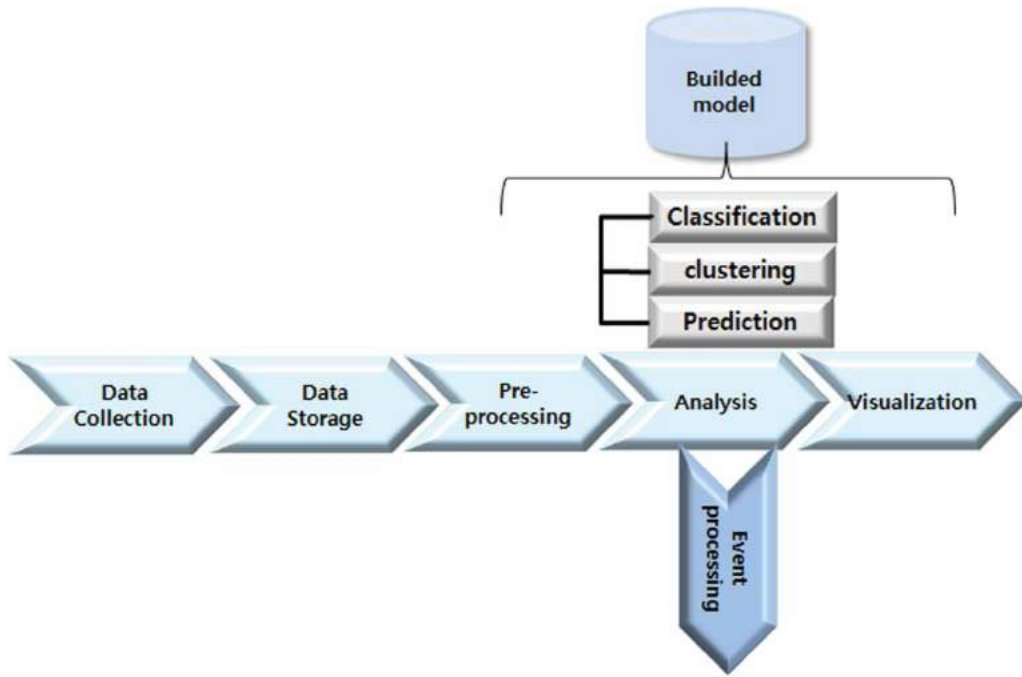 Builded
model
Classification
clustering
Prediction
Data
Collection
Data
Storage
Pre-
processing
Analysis
Visualization
Event
processing